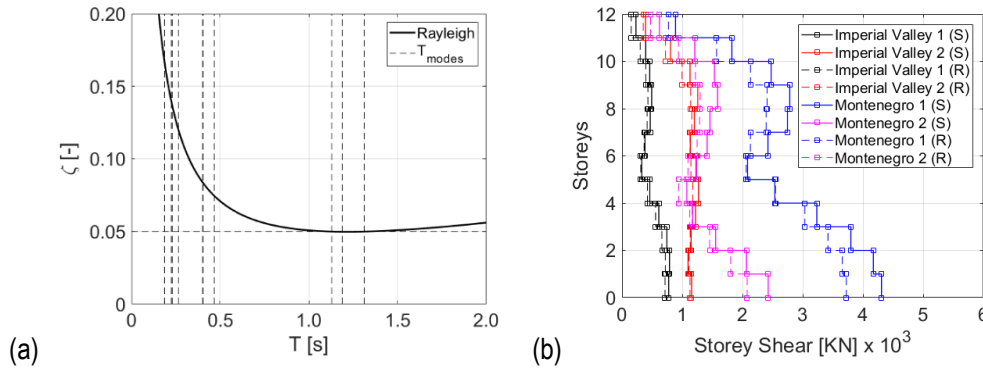 0.20
0.15
0.10
0.05
0
ζ [-]
0
0.5
1.0
1.5
2.0
T [s]
Rayleigh
T_modes
(a)
12
10
8
6
4
2
0
Storeys
0
1
2
3
4
5
Storey Shear [KN] x 10^3
Imperial Valley 1 (S)
Imperial Valley 2 (S)
Imperial Valley 1 (R)
Imperial Valley 2 (R)
Montenegro 1 (S)
Montenegro 2 (S)
Montenegro 1 (R)
Montenegro 2 (R)
(b)